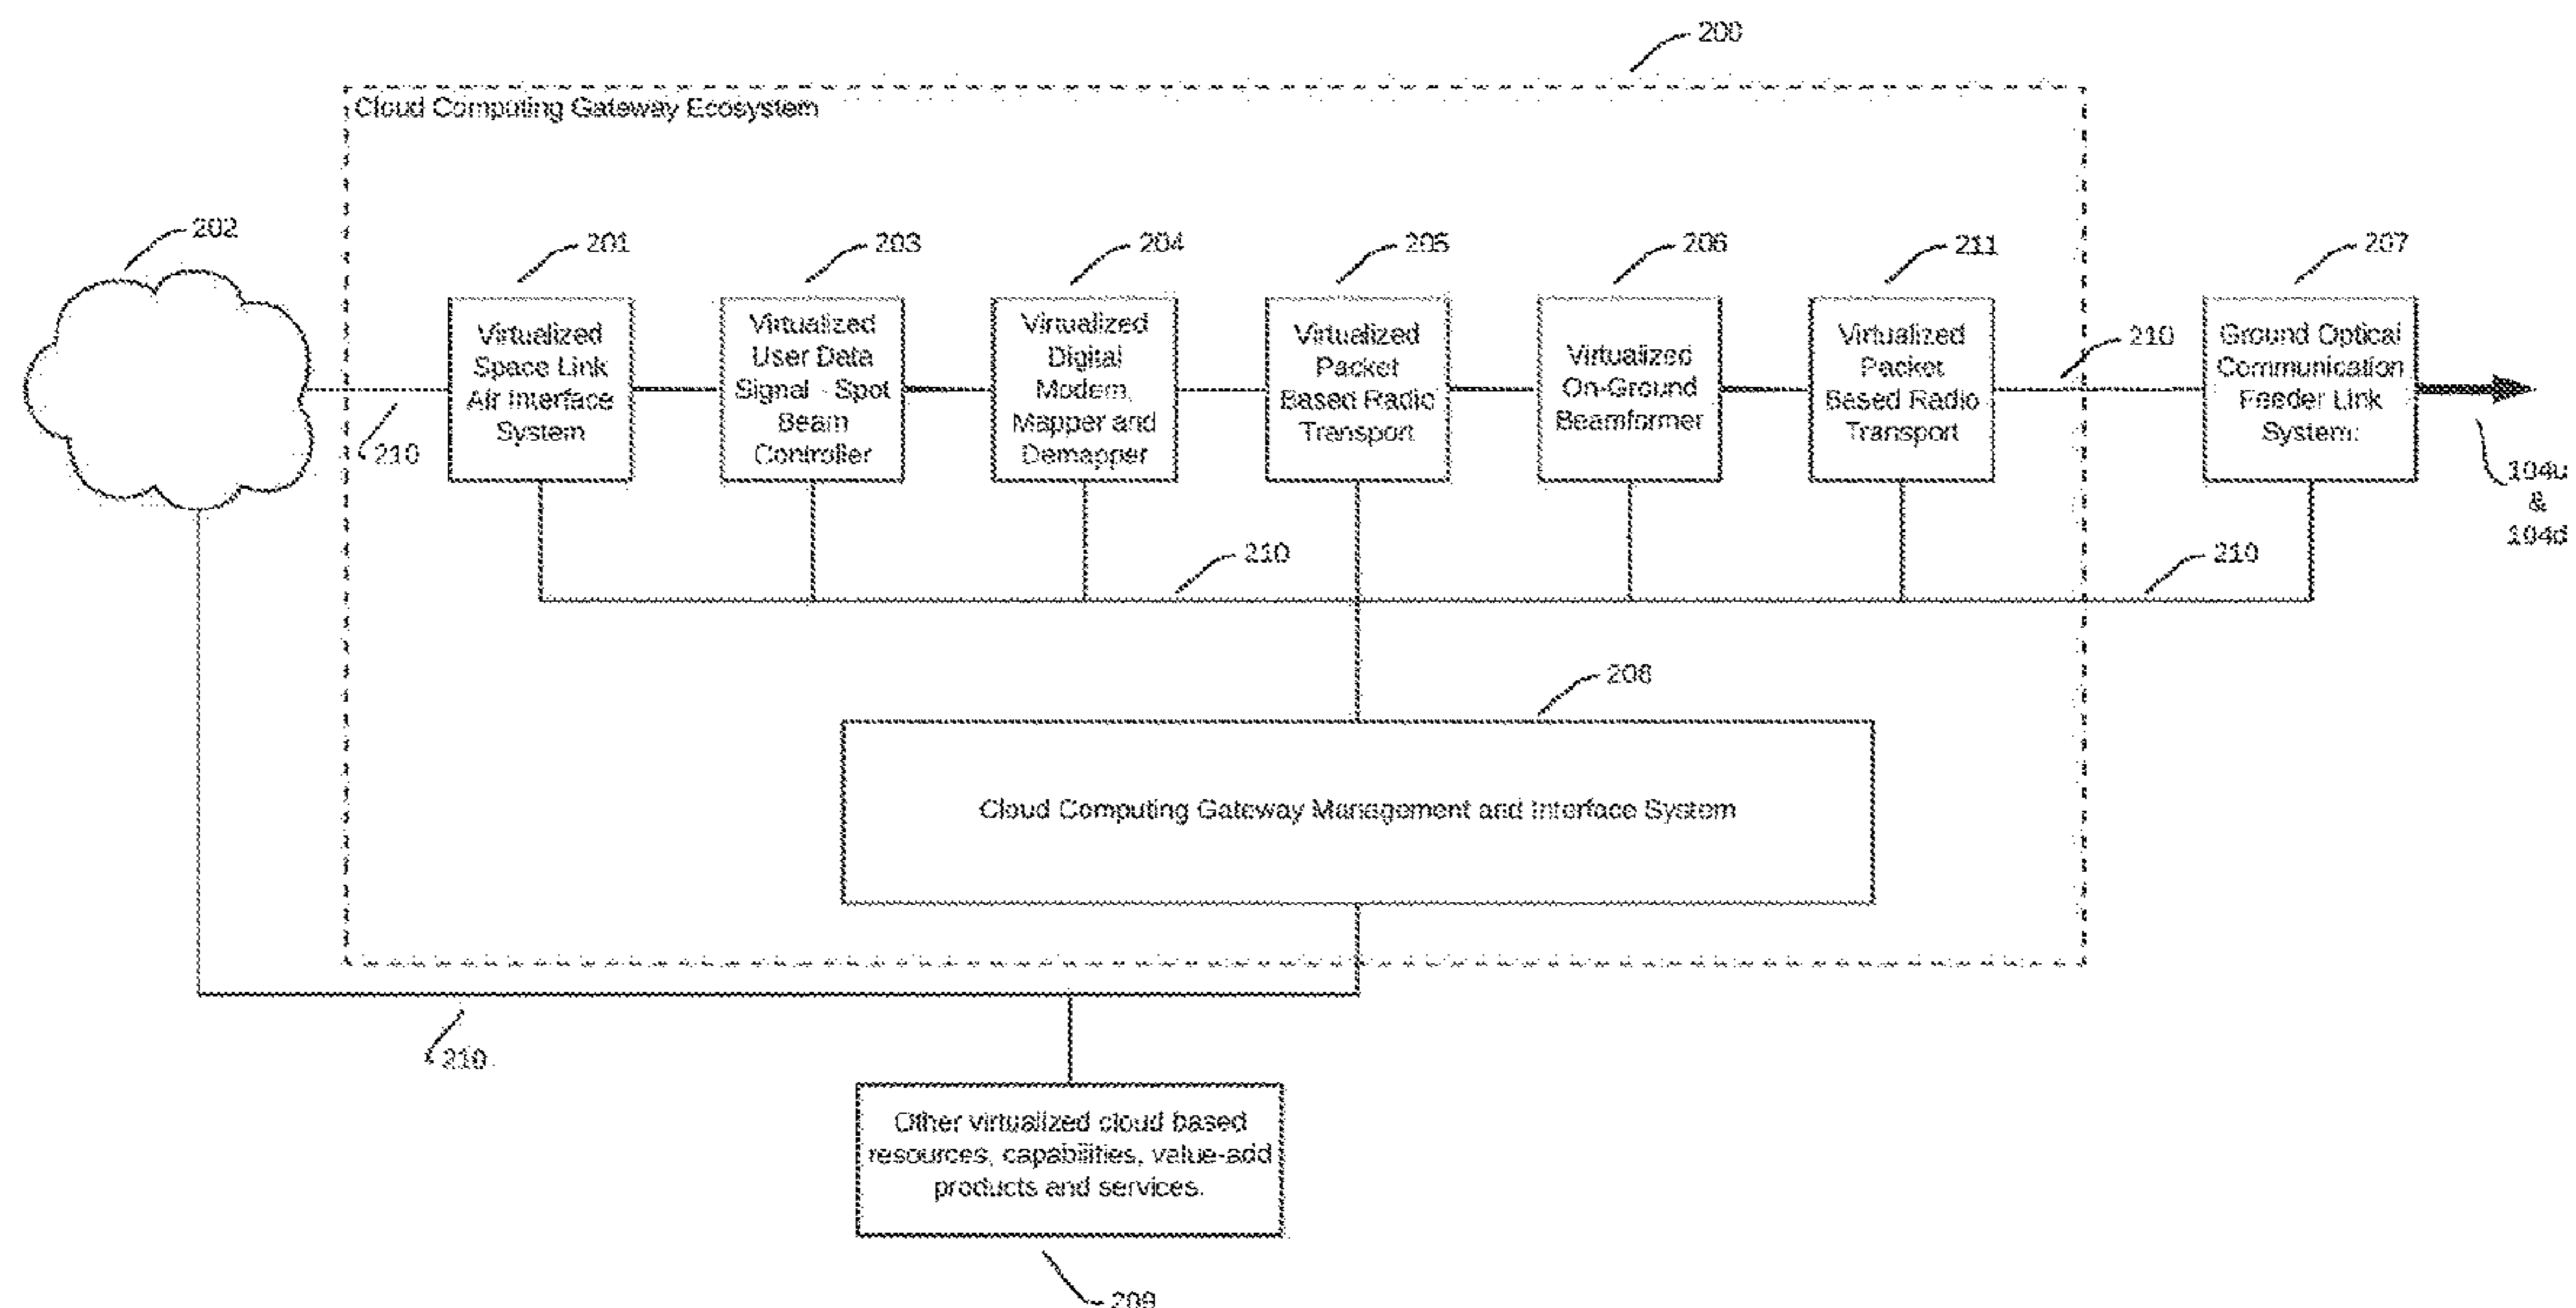 200
Cloud Computing Gateway Ecosystem
202
201
203
204
205
206
211
207
Virtualized
Space Link
Air Interface
System
Virtualized
User Data
Signal - Spot
Beam
Controller
Virtualized
Digital
Modem,
Mapper and
Demapper
Virtualized
Packet
Based Radio
Transport
Virtualized
On-Ground
Beamformer
Virtualized
Packet
Based Radio
Transport
210
Ground Optical
Communication
Feeder Link
System:
210
104u
&
104d
210
210
208
Cloud Computing Gateway Management and Interface System
210
Other virtualized cloud based
resources, capabilities, value-add
products and services.
209